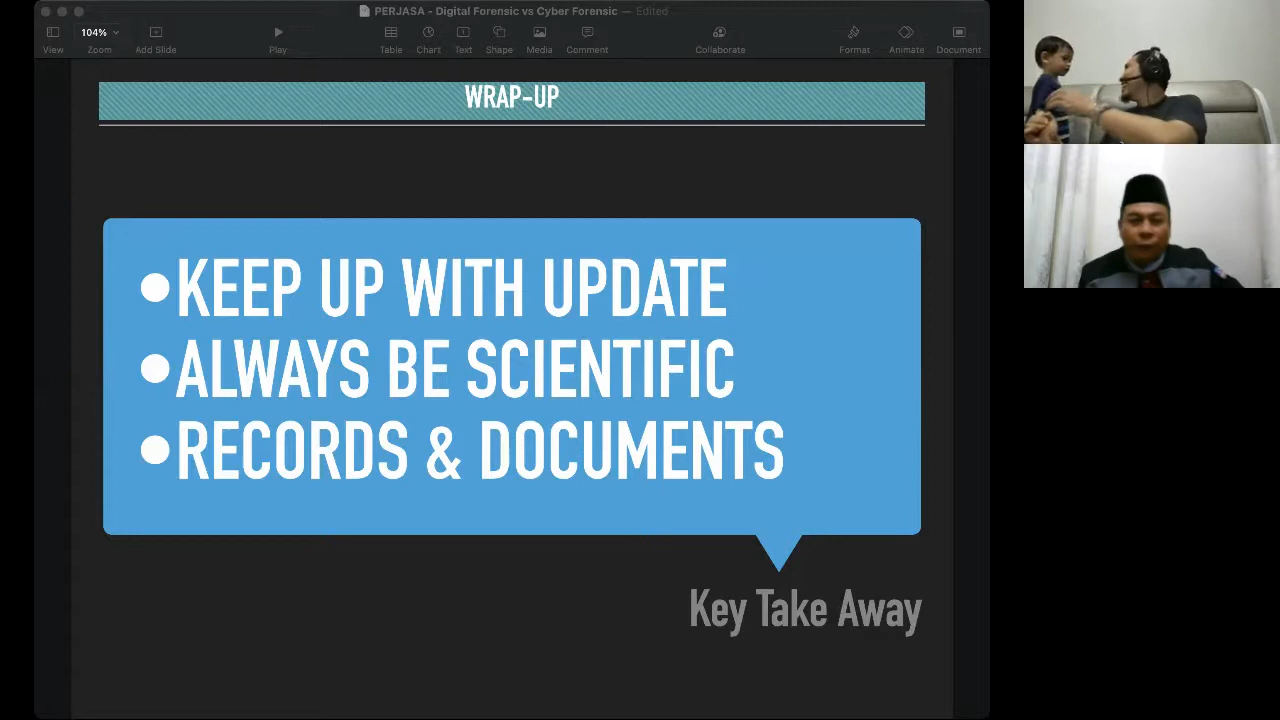 PERJASA - Digital Forensic vs Cyber Forensic — Edited
104%
View
Zoom
Add Slide
Play
Table
Chart
Text
Shape
Media
Comment
Collaborate
Format
Animate
Document
WRAP-UP
•KEEP UP WITH UPDATE
•ALWAYS BE SCIENTIFIC
•RECORDS & DOCUMENTS
Key Take Away